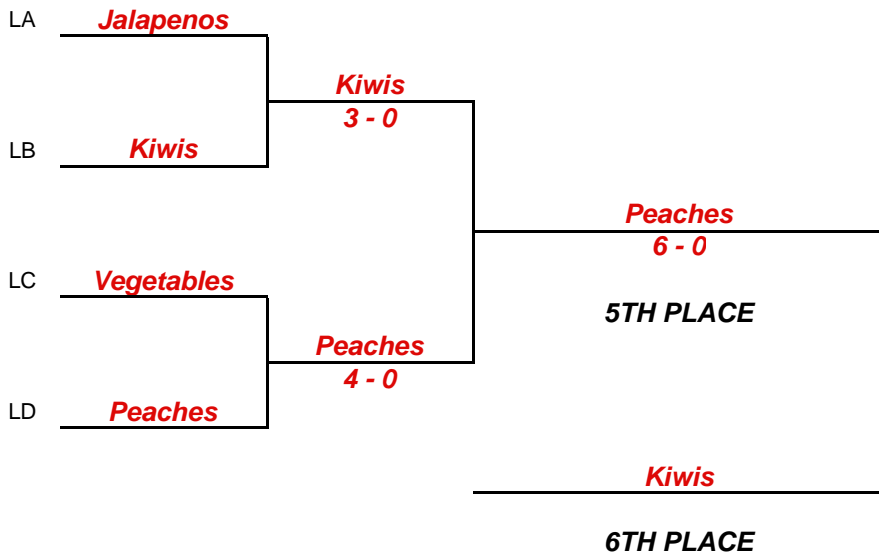 LA Jalapenos
Kiwis
3 - 0
LB Kiwis
Peaches
6 - 0
LC Vegetables
5TH PLACE
Peaches
4 - 0
LD Peaches
Kiwis
6TH PLACE